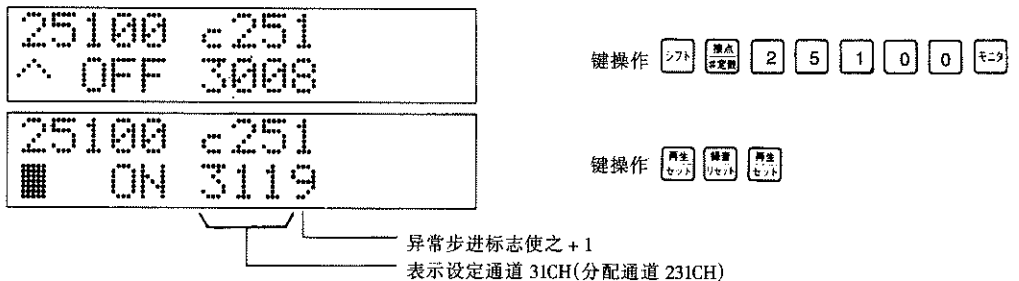 25100 c251
^ OFF 3008
键操作 シフト 接点 #定数 2 5 1 0 0 モニタ
25100 c251
ON 3119
键操作 再生 セット 録音 リセット 再生 セット
异常步进标志使之 + 1
表示设定通道 31CH(分配通道 231CH)